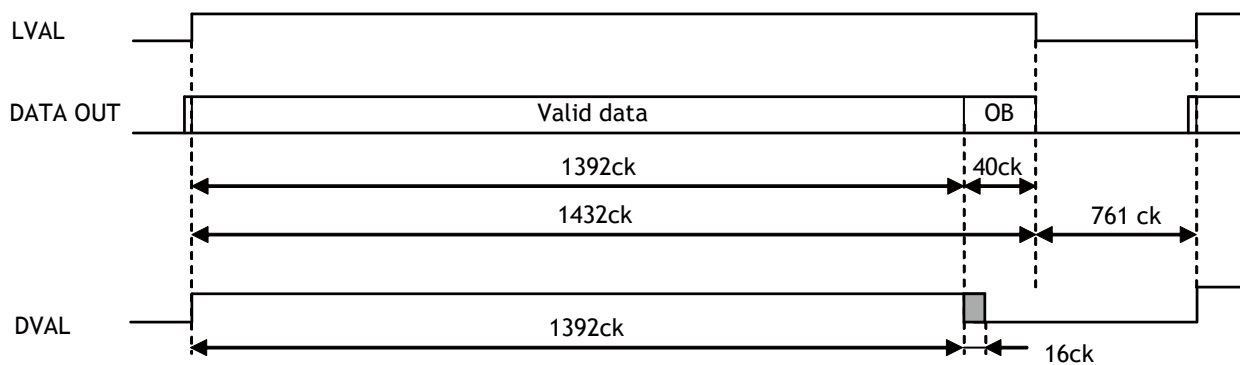 LVAL
DATA OUT Valid data OB
1392ck 40ck
1432ck 761 ck
DVAL
1392ck
16ck